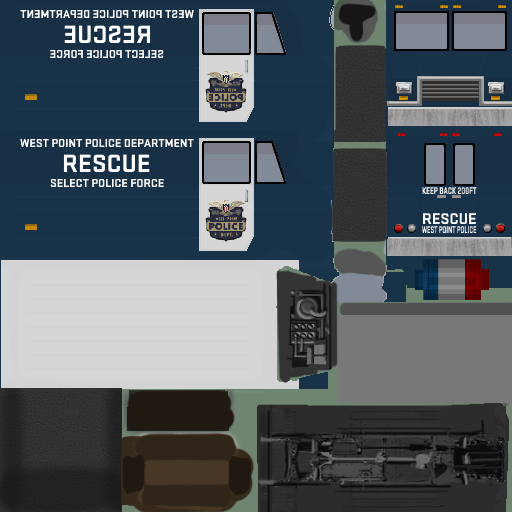 WEST POINT POLICE DEPARTMENT
RESCUE
SELECT POLICE FORCE
POLICE
WEST POINT POLICE DEPARTMENT
RESCUE
SELECT POLICE FORCE
POLICE
DEPT.
KEEP BACK 200FT
RESCUE
WEST POINT POLICE